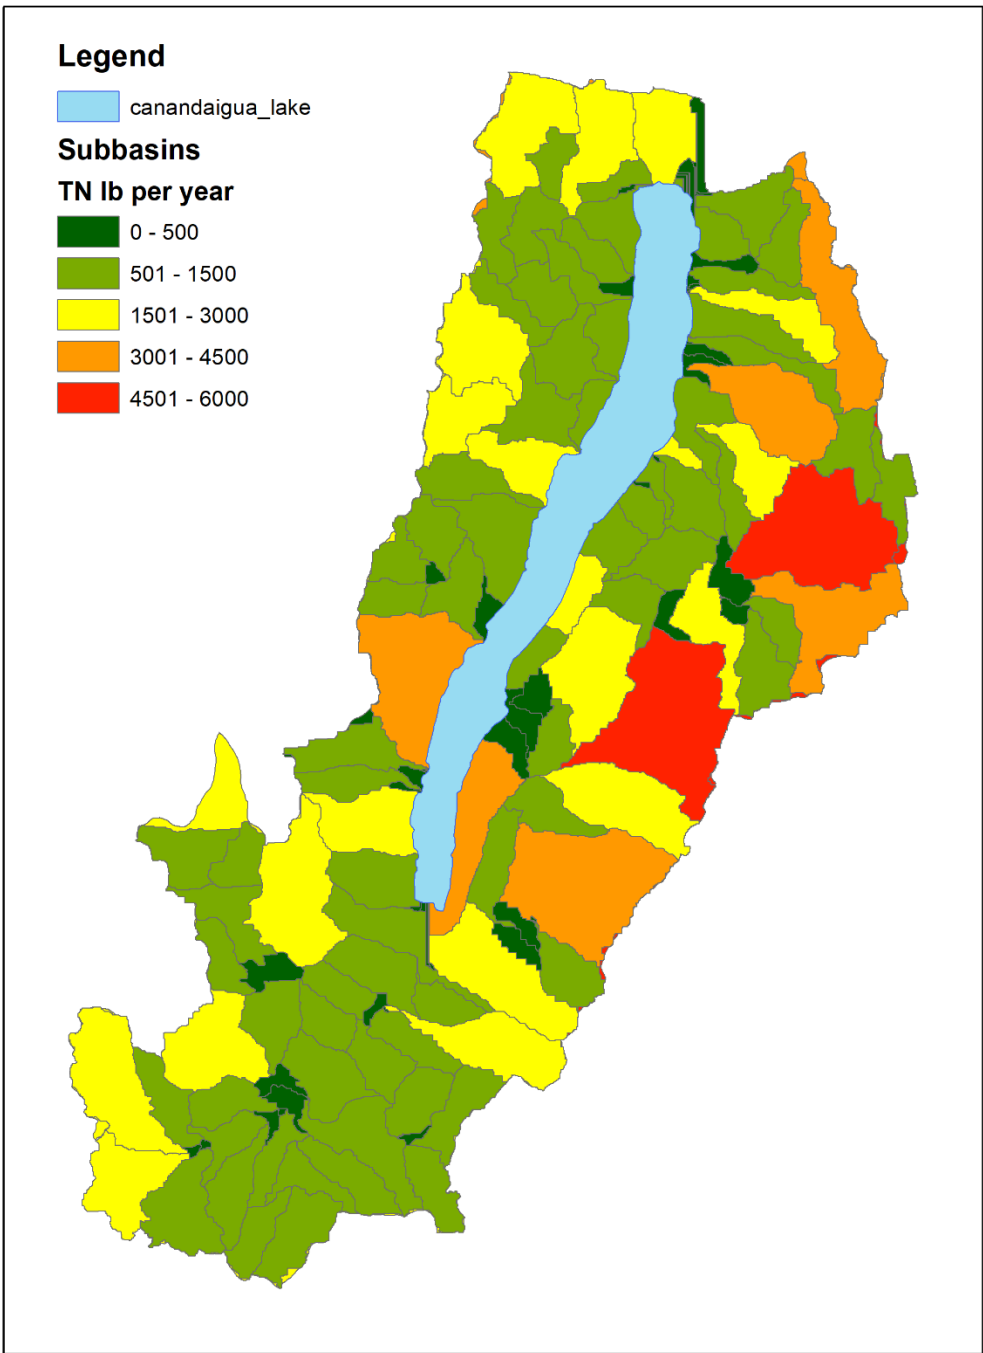 Legend
canandaigua_lake
Subbasins
TN lb per year
0 - 500
501 - 1500
1501 - 3000
3001 - 4500
4501 - 6000